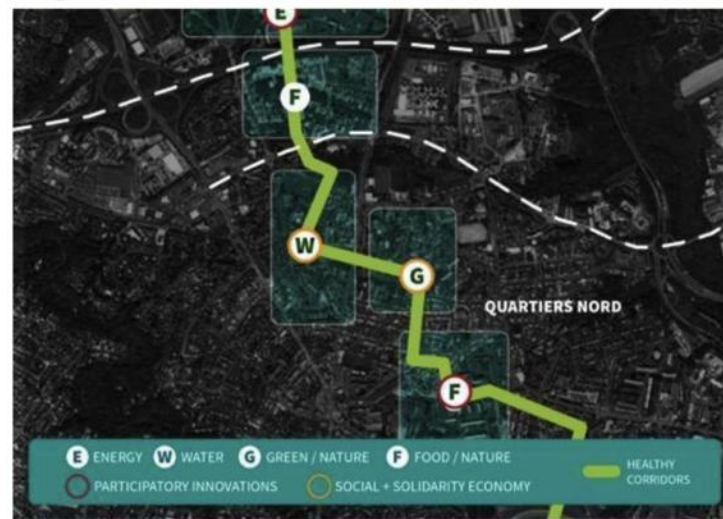 E
F
W
G
QUARTIERS NORD
F
E ENERGY W WATER G GREEN / NATURE F FOOD / NATURE
PARTICIPATORY INNOVATIONS SOCIAL + SOLIDARITY ECONOMY
HEALTHY
CORRIDORS